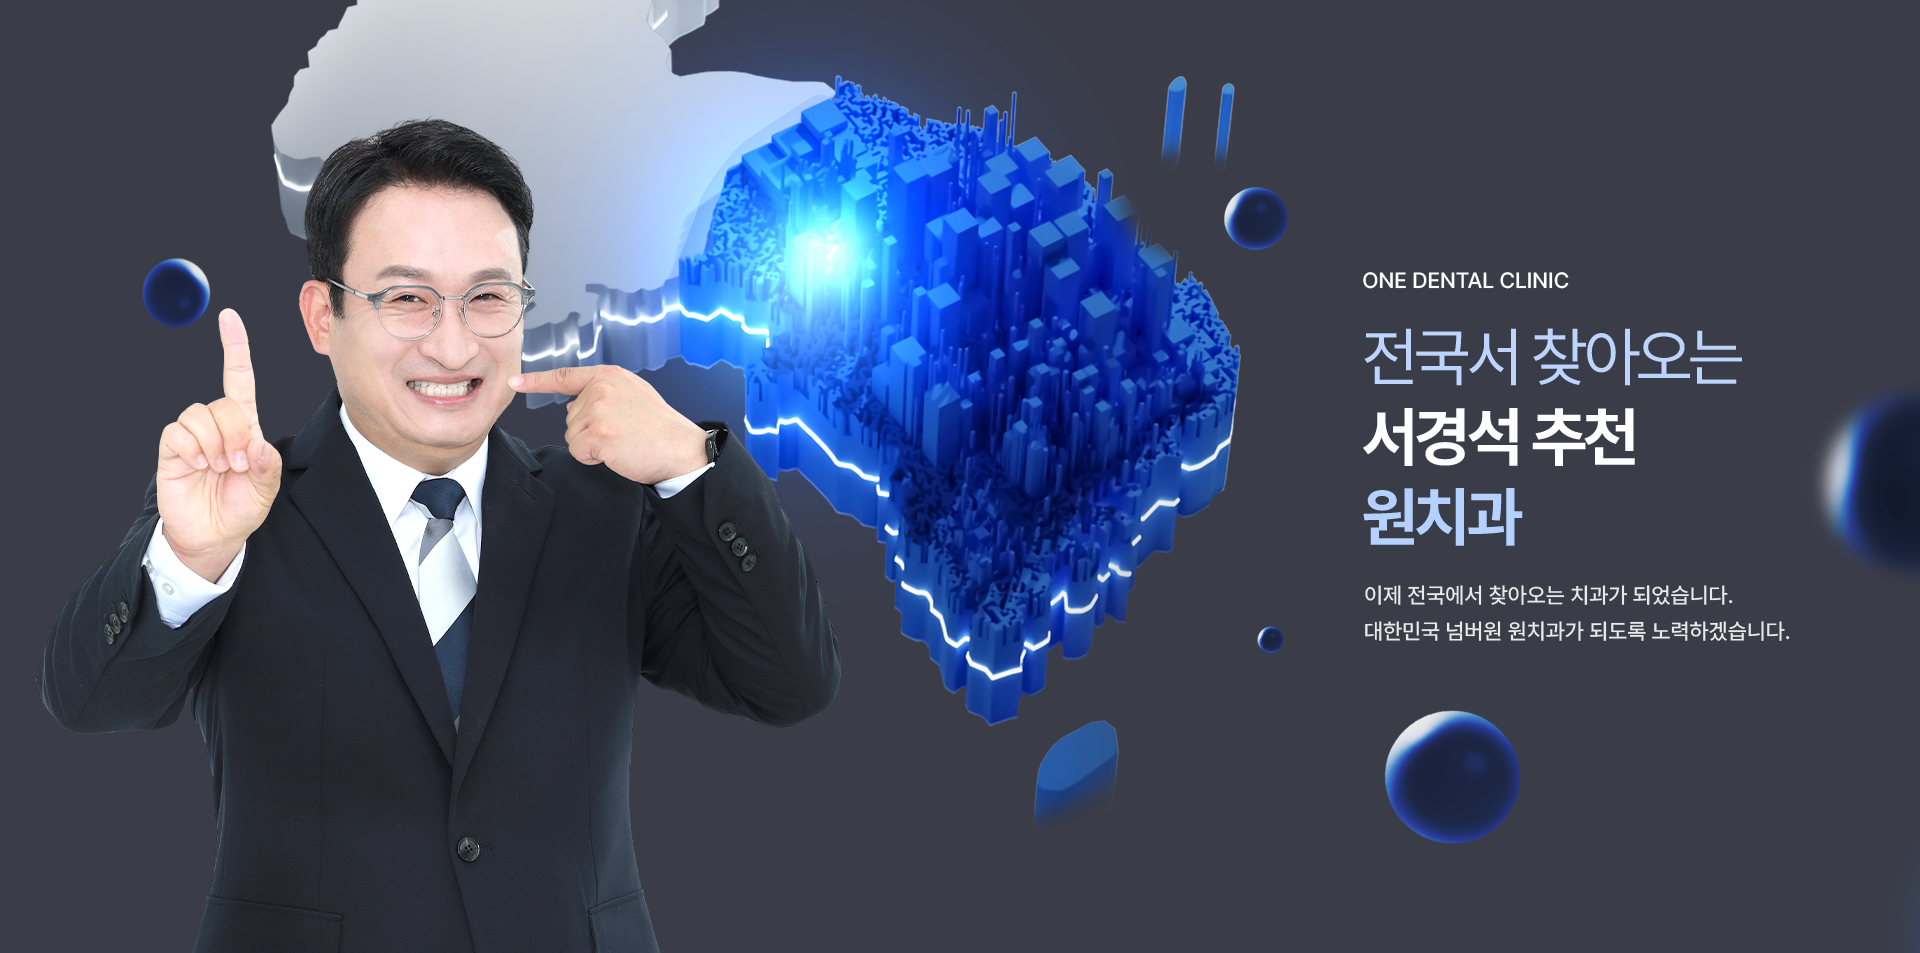 ONE DENTAL CLINIC
전국서 찾아오는
서경석 추천
원치과
이제 전국에서 찾아오는 치과가 되었습니다.
대한민국 넘버원 원치과가 되도록 노력하겠습니다.